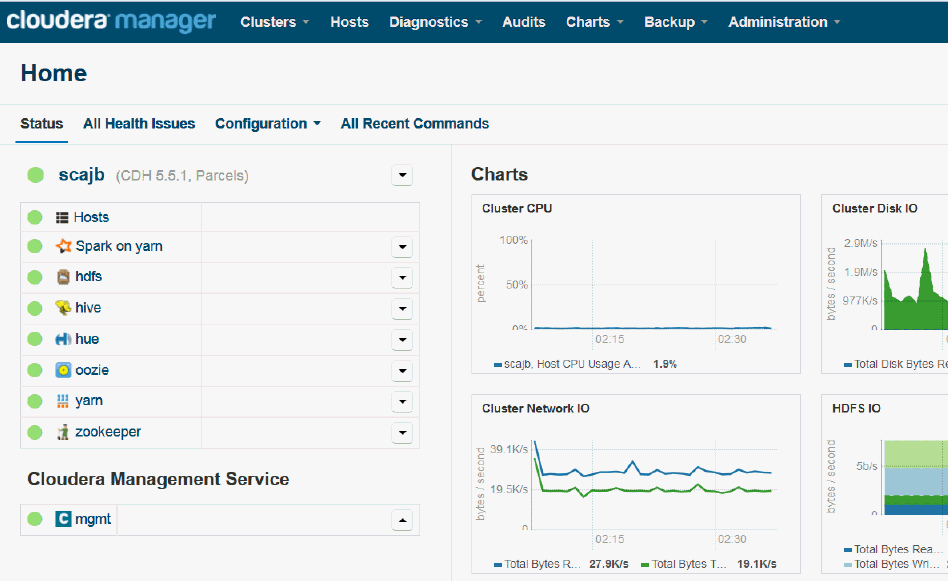 cloudera manager Clusters Hosts Diagnostics Audits Charts Backup Administration
Home
Status All Health Issues Configuration All Recent Commands
scajb (CDH 5.5.1, Parcels)
Hosts
Spark on yarn
hdfs
hive
hue
oozie
yarn
zookeeper
Cloudera Management Service
C mgmt
Charts
Cluster CPU
percent
100%
50%
0%
02:15 02:30
scajb, Host CPU Usage A... 1.9%
Cluster Disk IO
bytes / second
2.9M/s
1.9M/s
977K/s
0
Total Disk Bytes Re
Cluster Network IO
bytes / second
39.1K/s
19.5K/s
0
02:15 02:30
Total Bytes R... 27.9K/s Total Bytes T... 19.1K/s
HDFS IO
bytes / second
5b/s
0
Total Bytes Rea...
Total Bytes Wri...